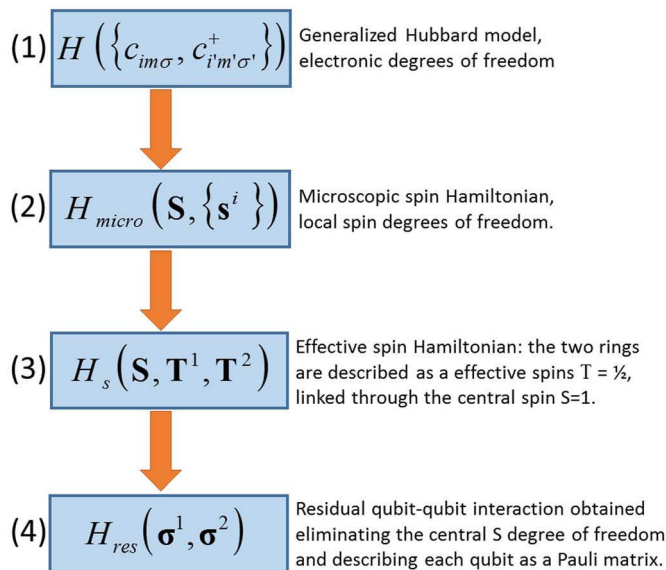 (1) H({c_{imσ}, c^+_{i'm'σ'}})
Generalized Hubbard model,
electronic degrees of freedom
(2) H_{micro}(S,{s^i })
Microscopic spin Hamiltonian,
local spin degrees of freedom.
(3) H_s(S,T^1,T^2)
Effective spin Hamiltonian: the two rings
are described as a effective spins T = ½,
linked through the central spin S=1.
(4) H_{res}(σ^1,σ^2)
Residual qubit-qubit interaction obtained
eliminating the central S degree of freedom
and describing each qubit as a Pauli matrix.